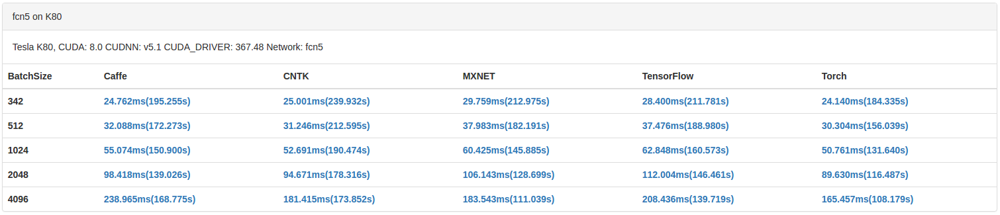 fcn5 on K80
Tesla K80, CUDA: 8.0 CUDNN: v5.1 CUDA_DRIVER: 367.48 Network: fcn5
BatchSize Caffe CNTK MXNET TensorFlow Torch
342 24.762ms(195.255s) 25.001ms(239.932s) 29.759ms(212.975s) 28.400ms(211.781s) 24.140ms(184.335s)
512 32.088ms(172.273s) 31.246ms(212.595s) 37.983ms(182.191s) 37.476ms(188.980s) 30.304ms(156.039s)
1024 55.074ms(150.900s) 52.691ms(190.474s) 60.425ms(145.885s) 62.848ms(160.573s) 50.761ms(131.640s)
2048 98.418ms(139.026s) 94.671ms(178.316s) 106.143ms(128.699s) 112.004ms(146.461s) 89.630ms(116.487s)
4096 238.965ms(168.775s) 181.415ms(173.852s) 183.543ms(111.039s) 208.436ms(139.719s) 165.457ms(108.179s)